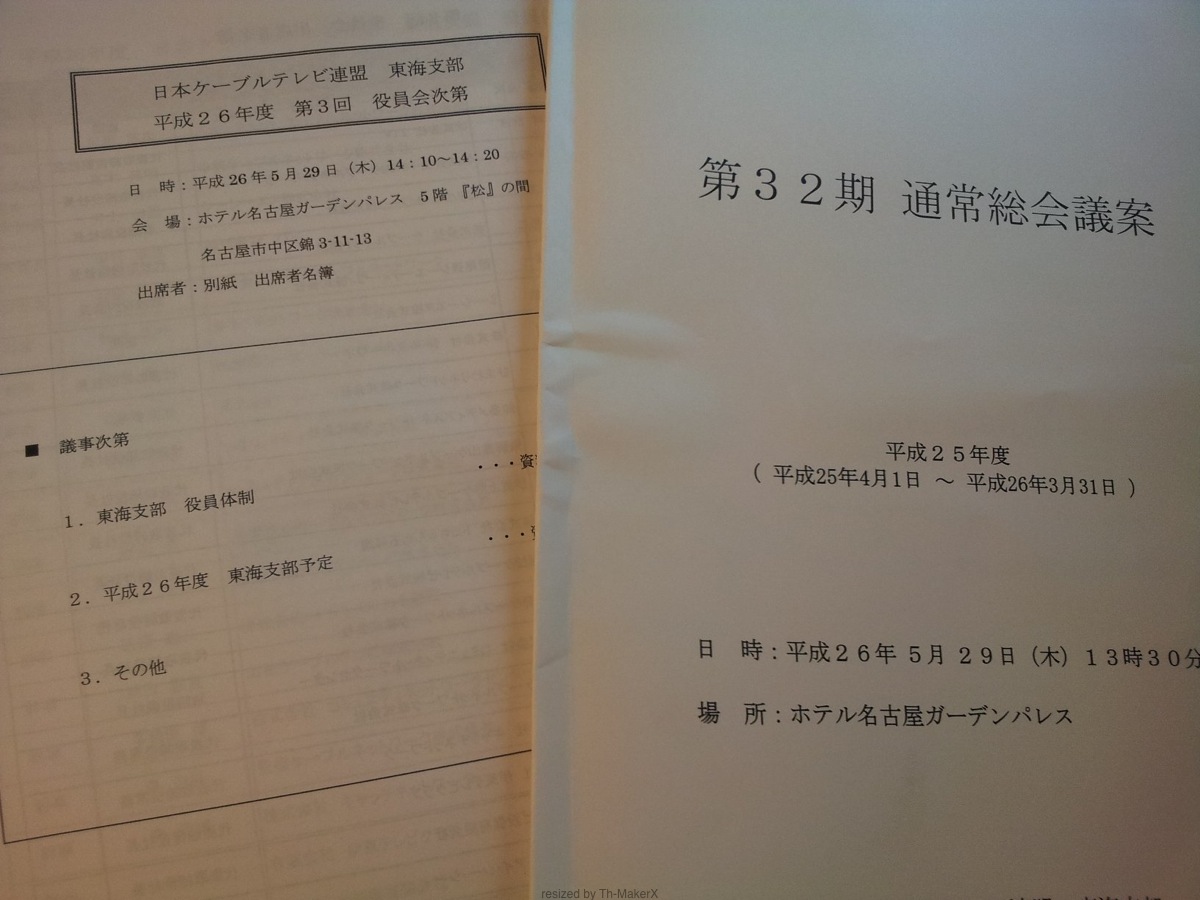 日本ケーブルテレビ連盟　東海支部
平成２６年度　第３回　役員会次第
日　時：平成 26 年 5 月 29 日（木）14：10～14：20
会　場：ホテル名古屋ガーデンパレス　５階　『松』の間
名古屋市中区錦 3-11-13
出席者：別紙　出席者名簿
■　議事次第
・・・資
１．東海支部　役員体制
・・・
２．平成２６年度　東海支部予定
３．その他
第３２期 通常総会議案
平成２５年度
（ 平成25年4月1日 ～ 平成26年3月31日 ）
日　時：平成２６年 ５月 ２９日（木）１３時３０分
場　所：ホテル名古屋ガーデンパレス
resized by Th-MakerX